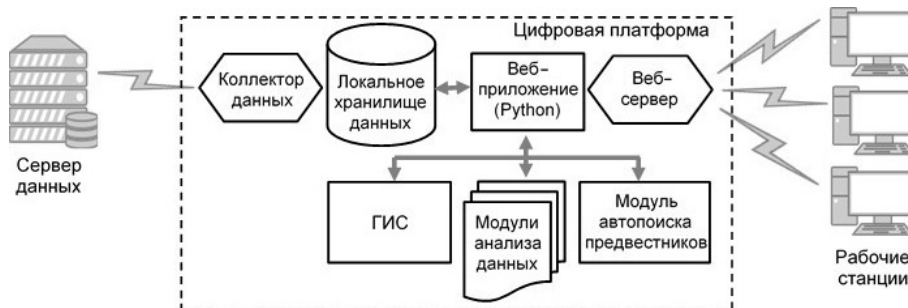 Цифровая платформа
Коллектор
данных
Локальное
хранилище
данных
Веб-
приложение
(Python)
Веб-
сервер
Сервер
данных
ГИС
Модули
анализа
данных
Модуль
автопоиска
предвестников
Рабочие
станции